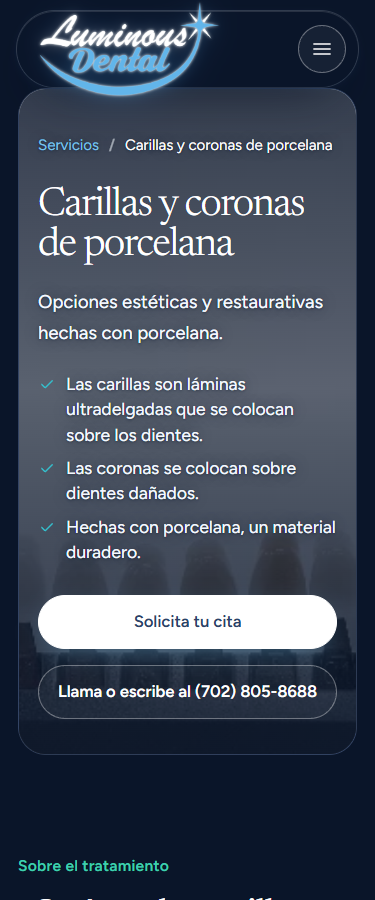 Luminous
Dental
Servicios / Carillas y coronas de porcelana
Carillas y coronas
de porcelana
Opciones estéticas y restaurativas
hechas con porcelana.
Las carillas son láminas
ultradelgadas que se colocan
sobre los dientes.
Las coronas se colocan sobre
dientes dañados.
Hechas con porcelana, un material
duradero.
Solicita tu cita
Llama o escribe al (702) 805-8688
Sobre el tratamiento